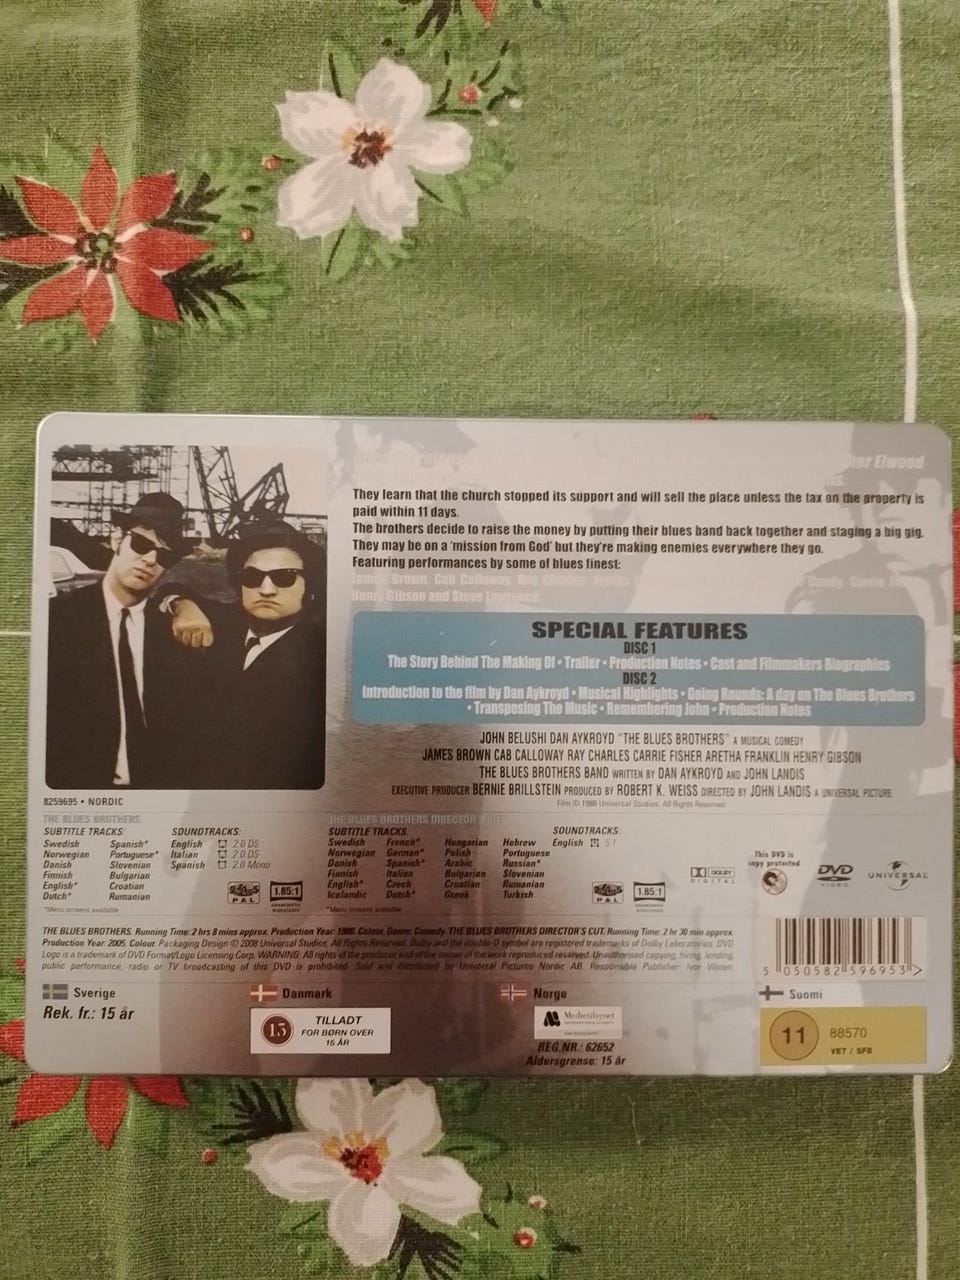 her Elwood
They learn that the church stopped its support and will sell the place unless the tax on the property is
paid within 11 days.
The brothers decide to raise the money by putting their blues band back together and staging a big gig.
They may be on a 'mission from God' but they're making enemies everywhere they go.
Featuring performances by some of blues finest:
James Brown, Cab Calloway, Ray Charles, Candy, Carrie
Henry Gibson and Steve Lawrence
SPECIAL FEATURES
DISC 1
The Story Behind The Making Of • Trailer • Production Notes • Cast and Filmmakers Biographies
DISC 2
Introduction to the film by Dan Aykroyd • Musical Highlights • Going Rounds: A day on The Blues Brothers
• Transposing The Music • Remembering John • Production Notes
JOHN BELUSHI DAN AYKROYD "THE BLUES BROTHERS" A MUSICAL COMEDY
JAMES BROWN CAB CALLOWAY RAY CHARLES CARRIE FISHER ARETHA FRANKLIN HENRY GIBSON
THE BLUES BROTHERS BAND WRITTEN BY DAN AYKROYD AND JOHN LANDIS
EXECUTIVE PRODUCER BERNIE BRILLSTEIN PRODUCED BY ROBERT K. WEISS DIRECTED BY JOHN LANDIS A UNIVERSAL PICTURE
Film © 1980 Universal Studios. All Rights Reserved.
8259695 • NORDIC
THE BLUES BROTHERS
SUBTITLE TRACKS:
Swedish
Norwegian
Danish
Finnish
English*
Dutch*
Spanish*
Portuguese*
Slovenian
Bulgarian
Croatian
Rumanian
*Menu screens available
SOUNDTRACKS:
English 2.0 DS
Italian 2.0 DS
Spanish 2.0 Mono
PAL
1.85:1
ANAMORPHIC
WIDESCREEN
THE BLUES BROTHERS DIRECTOR'S CUT
SUBTITLE TRACKS:
Swedish
Norwegian
Danish
Finnish
English*
Icelandic
French*
German*
Spanish*
Italian
Czech
Dutch*
Hungarian
Polish
Arabic
Bulgarian
Croatian
Greek
Hebrew
Portuguese
Russian*
Slovenian
Rumanian
Turkish
*Menu screens available
SOUNDTRACKS:
English 5.1
PAL
1.85:1
ANAMORPHIC
WIDESCREEN
DOLBY
DIGITAL
This DVD is
copy protected
DVD
VIDEO
UNIVERSAL
THE BLUES BROTHERS. Running Time: 2 hrs 8 mins approx. Production Year: 1980. Colour. Genre: Comedy. THE BLUES BROTHERS DIRECTOR'S CUT. Running Time: 2 hr 30 min approx.
Production Year: 2005. Colour. Packaging Design © 2008 Universal Studios. All Rights Reserved. Dolby and the double-D symbol are registered trademarks of Dolby Laboratories. DVD
Logo is a trademark of DVD Format/Logo Licensing Corp. WARNING: All rights of the producer and of the owner of the work reproduced reserved. Unauthorised copying, hiring, lending,
public performance, radio or TV broadcasting of this DVD is prohibited. Sold and distributed by Universal Pictures Nordic AB. Responsible Publisher: Ivor Viljoen.
5 050582 596953 >
Sverige
Rek. fr.: 15 år
Danmark
15
TILLADT
FOR BØRN OVER
15 ÅR
Norge
Medietilsynet
REG.NR.: 62652
Aldersgrense: 15 år
Suomi
11
88570
VET / SFB